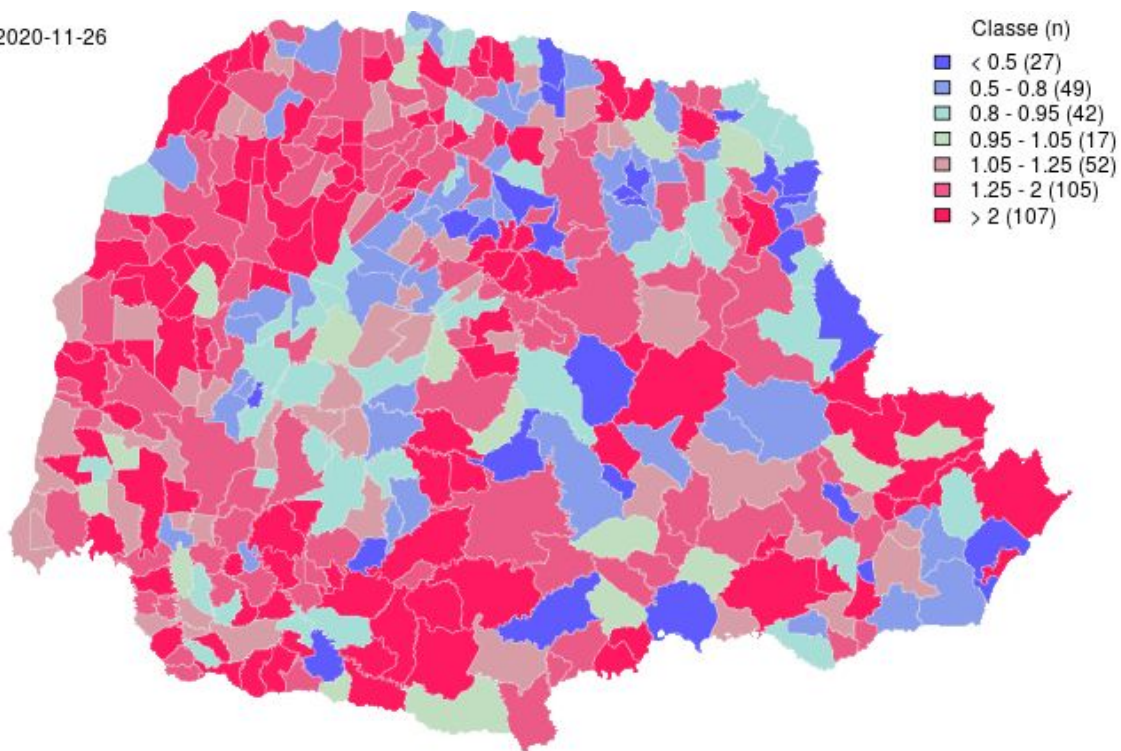 2020-11-26
Classe (n)
< 0.5 (27)
0.5 - 0.8 (49)
0.8 - 0.95 (42)
0.95 - 1.05 (17)
1.05 - 1.25 (52)
1.25 - 2 (105)
> 2 (107)